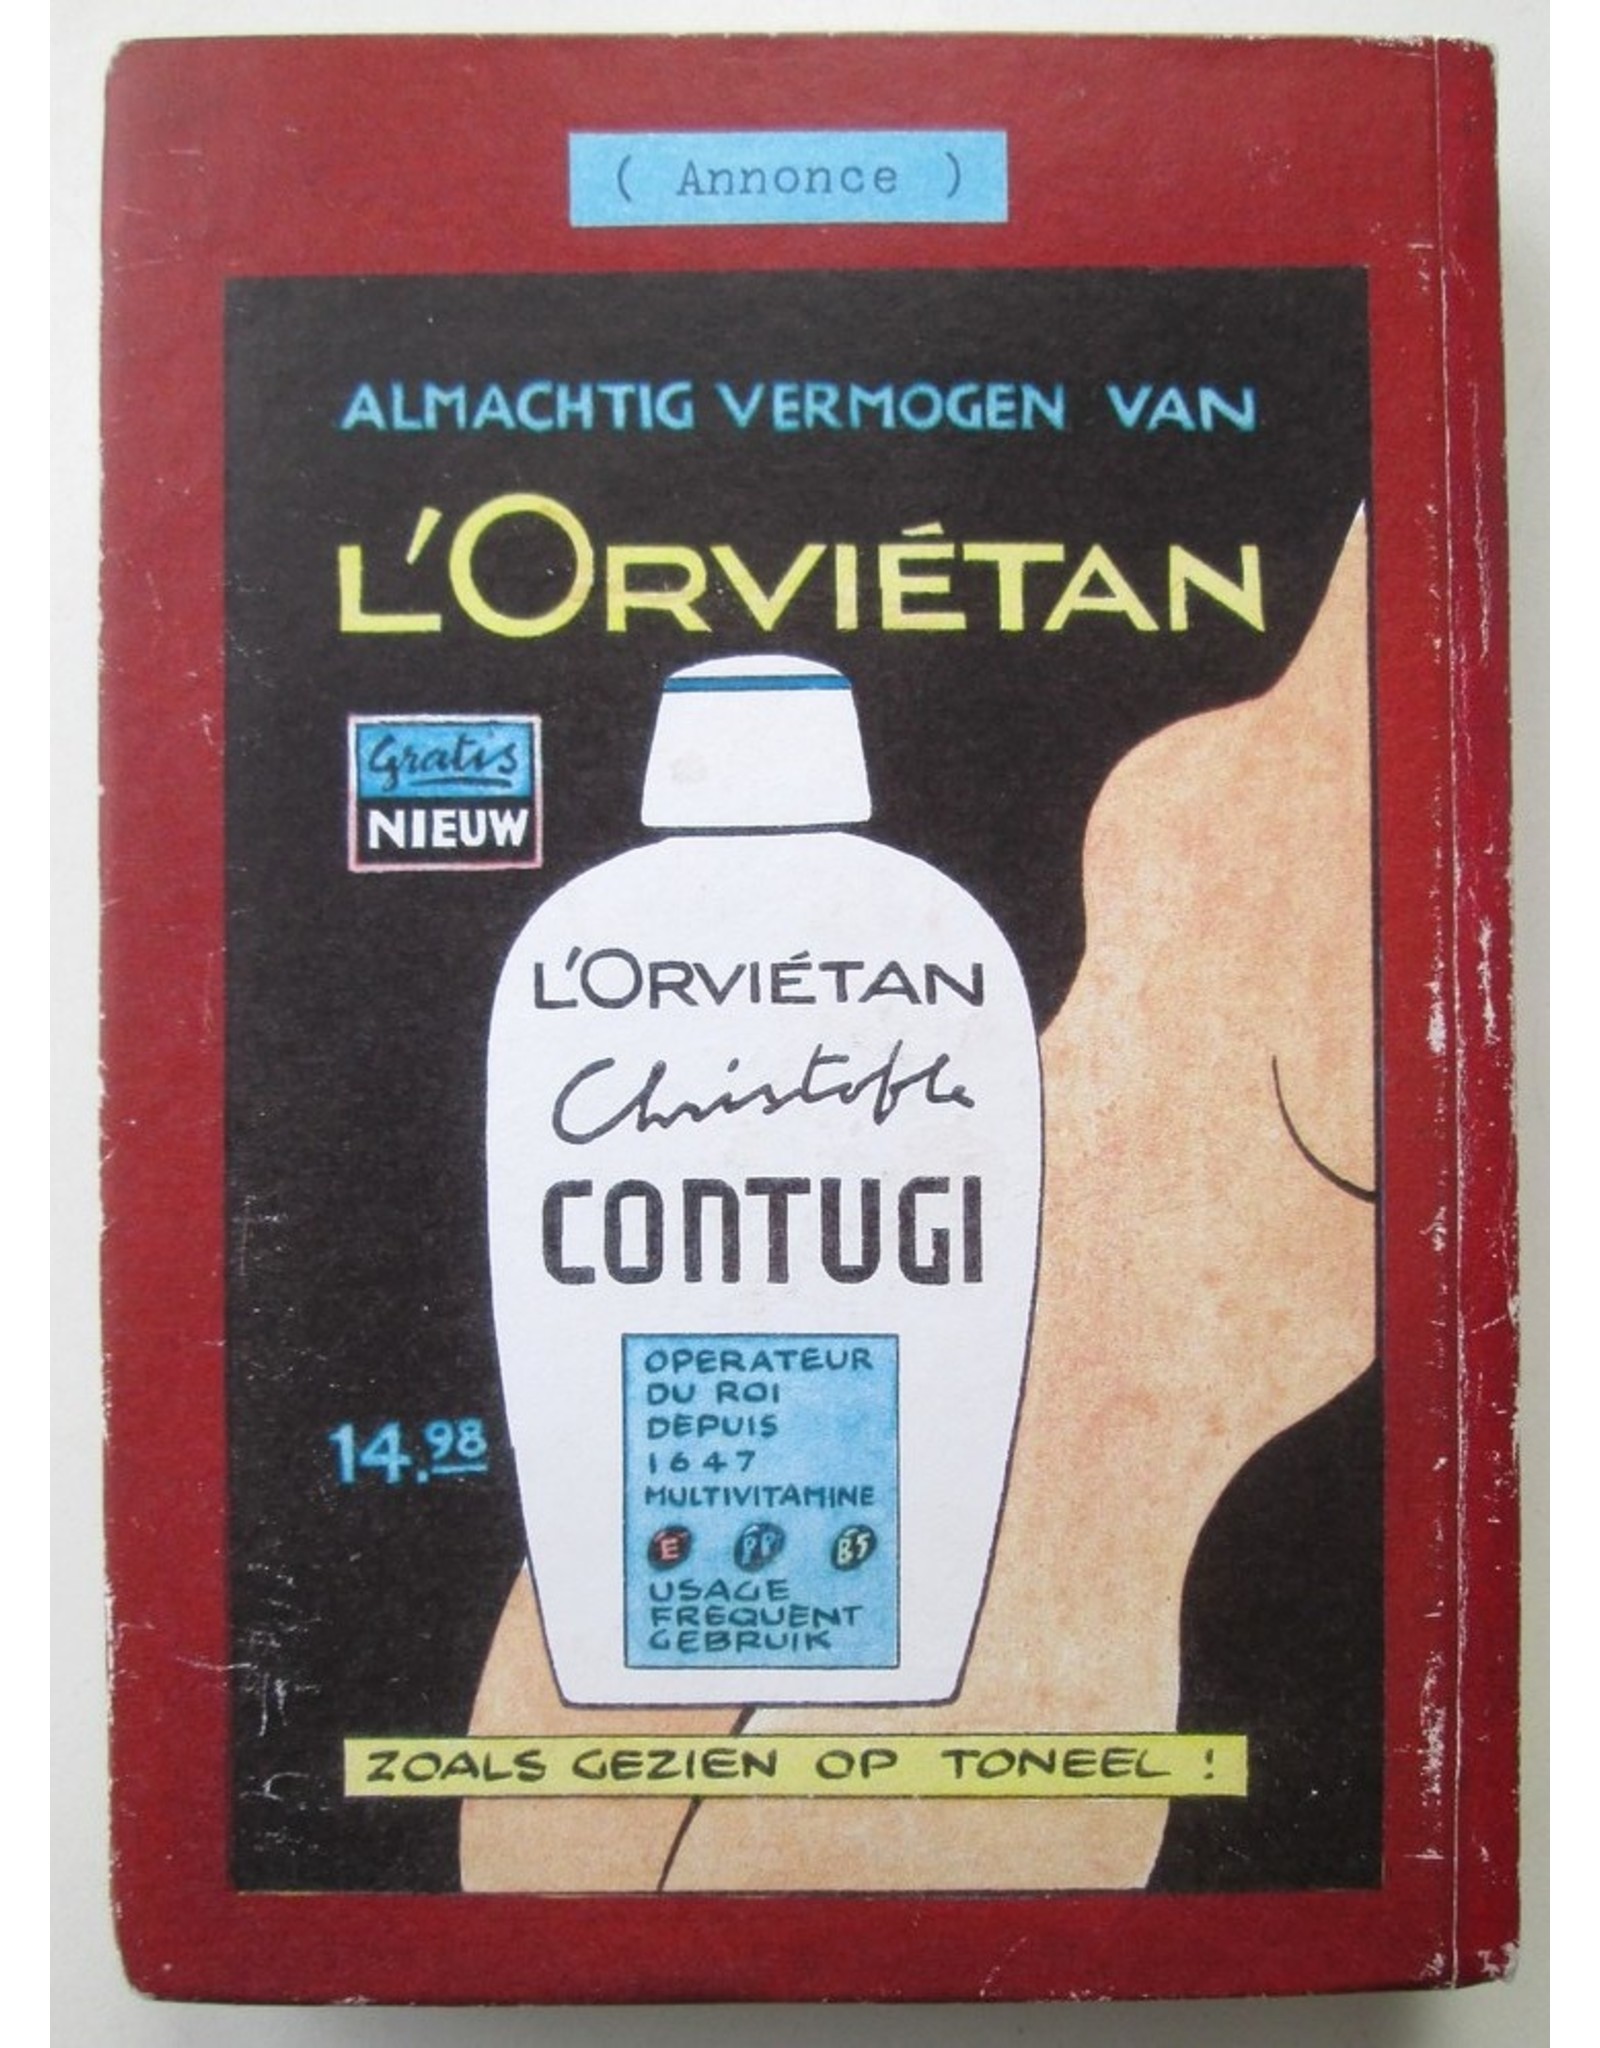 ( Annonce )
ALMACHTIG VERMOGEN VAN
L'ORVIÉTAN
Gratis
NIEUW
L'ORVIÉTAN
Christofle
CONTUGI
OPERATEUR
DU ROI
DEPUIS
1647
MULTIVITAMINE
E PP B5
USAGE
FREQUENT
GEBRUIK
14.98
ZOALS GEZIEN OP TONEEL !